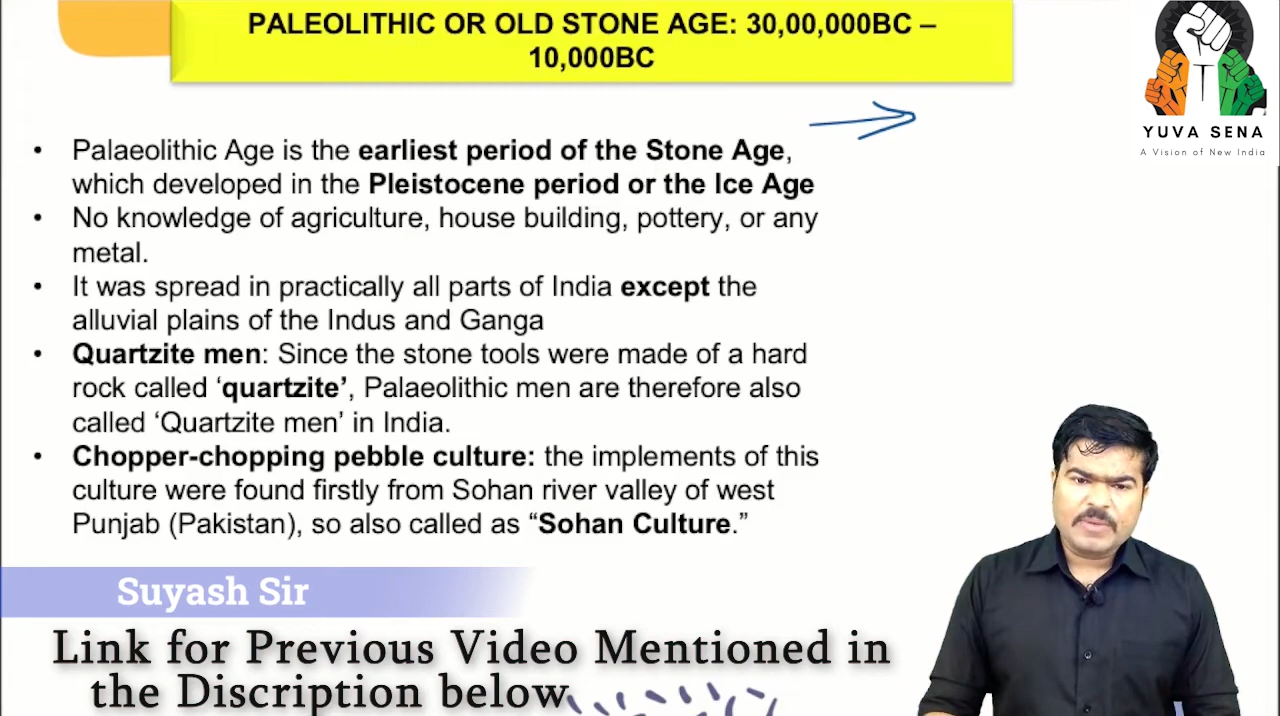 PALEOLITHIC OR OLD STONE AGE: 30,00,000BC –
10,000BC
YUVA SENA
A Vision of New India
• Palaeolithic Age is the earliest period of the Stone Age,
which developed in the Pleistocene period or the Ice Age
• No knowledge of agriculture, house building, pottery, or any
metal.
• It was spread in practically all parts of India except the
alluvial plains of the Indus and Ganga
• Quartzite men: Since the stone tools were made of a hard
rock called ‘quartzite’, Palaeolithic men are therefore also
called ‘Quartzite men’ in India.
• Chopper-chopping pebble culture: the implements of this
culture were found firstly from Sohan river valley of west
Punjab (Pakistan), so also called as “Sohan Culture.”
Suyash Sir
Link for Previous Video Mentioned in
the Discription below